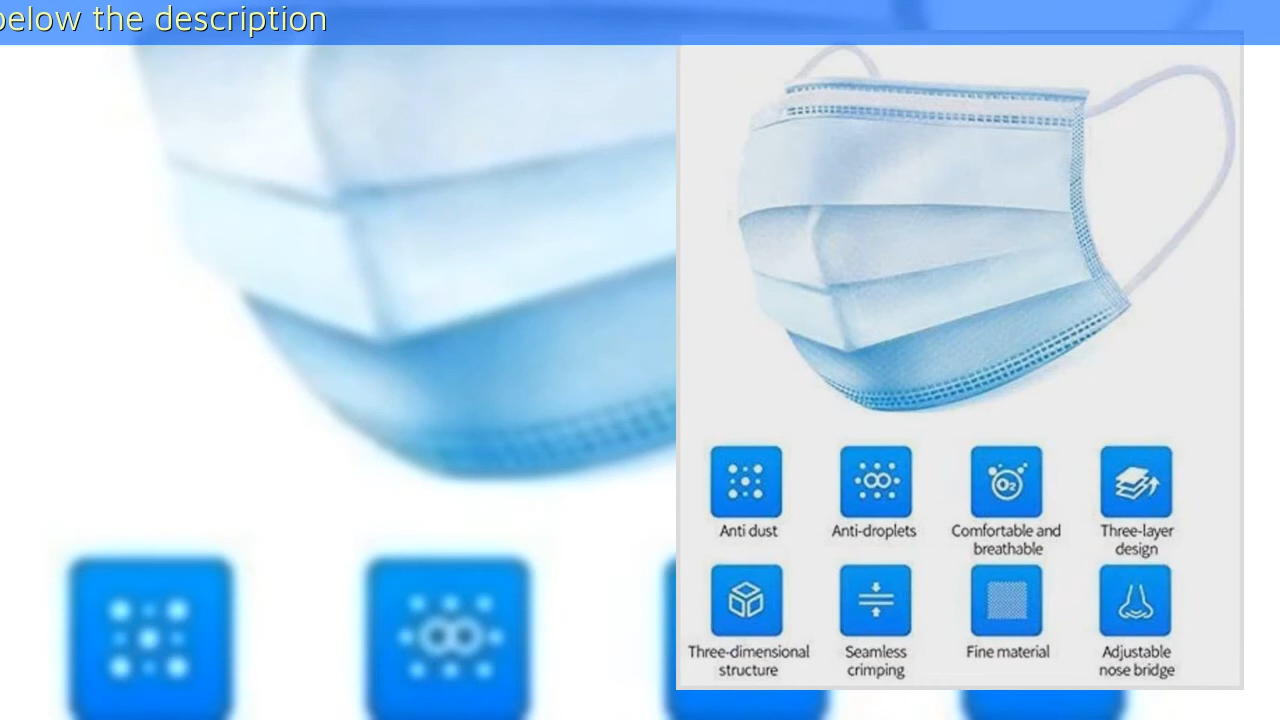 below the description
Anti dust
Anti-droplets
Comfortable and
breathable
Three-layer
design
Three-dimensional
structure
Seamless
crimping
Fine material
Adjustable
nose bridge